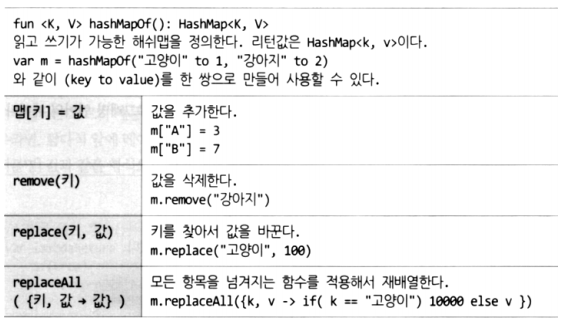 fun <K, V> hashMapOf(): HashMap<K, V>
읽고 쓰기가 가능한 해쉬맵을 정의한다. 리턴값은 HashMap<k, v>이다.
var m = hashMapOf("고양이" to 1, "강아지" to 2)
와 같이 (key to value)를 한 쌍으로 만들어 사용할 수 있다.
맵[키] = 값
값을 추가한다.
m["A"] = 3
m["B"] = 7
remove(키)
값을 삭제한다.
m.remove("강아지")
replace(키, 값)
키를 찾아서 값을 바꾼다.
m.replace("고양이", 100)
replaceAll
( {키, 값 → 값} )
모든 항목을 넘겨지는 함수를 적용해서 재배열한다.
m.replaceAll({k, v -> if( k == "고양이") 10000 else v })